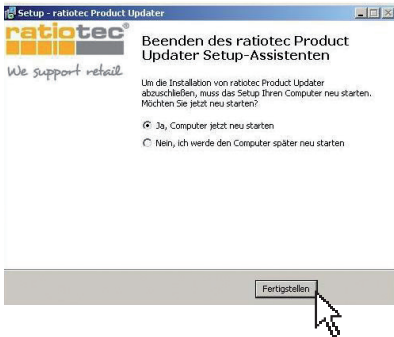 Setup - ratiotec Product Updater
ratiotec®
We support retail
Beenden des ratiotec Product
Updater Setup-Assistenten
Um die Installation von ratiotec Product Updater
abzuschließen, muss das Setup Ihren Computer neu starten.
Möchten Sie jetzt neu starten?
Ja, Computer jetzt neu starten
Nein, ich werde den Computer später neu starten
Fertigstellen